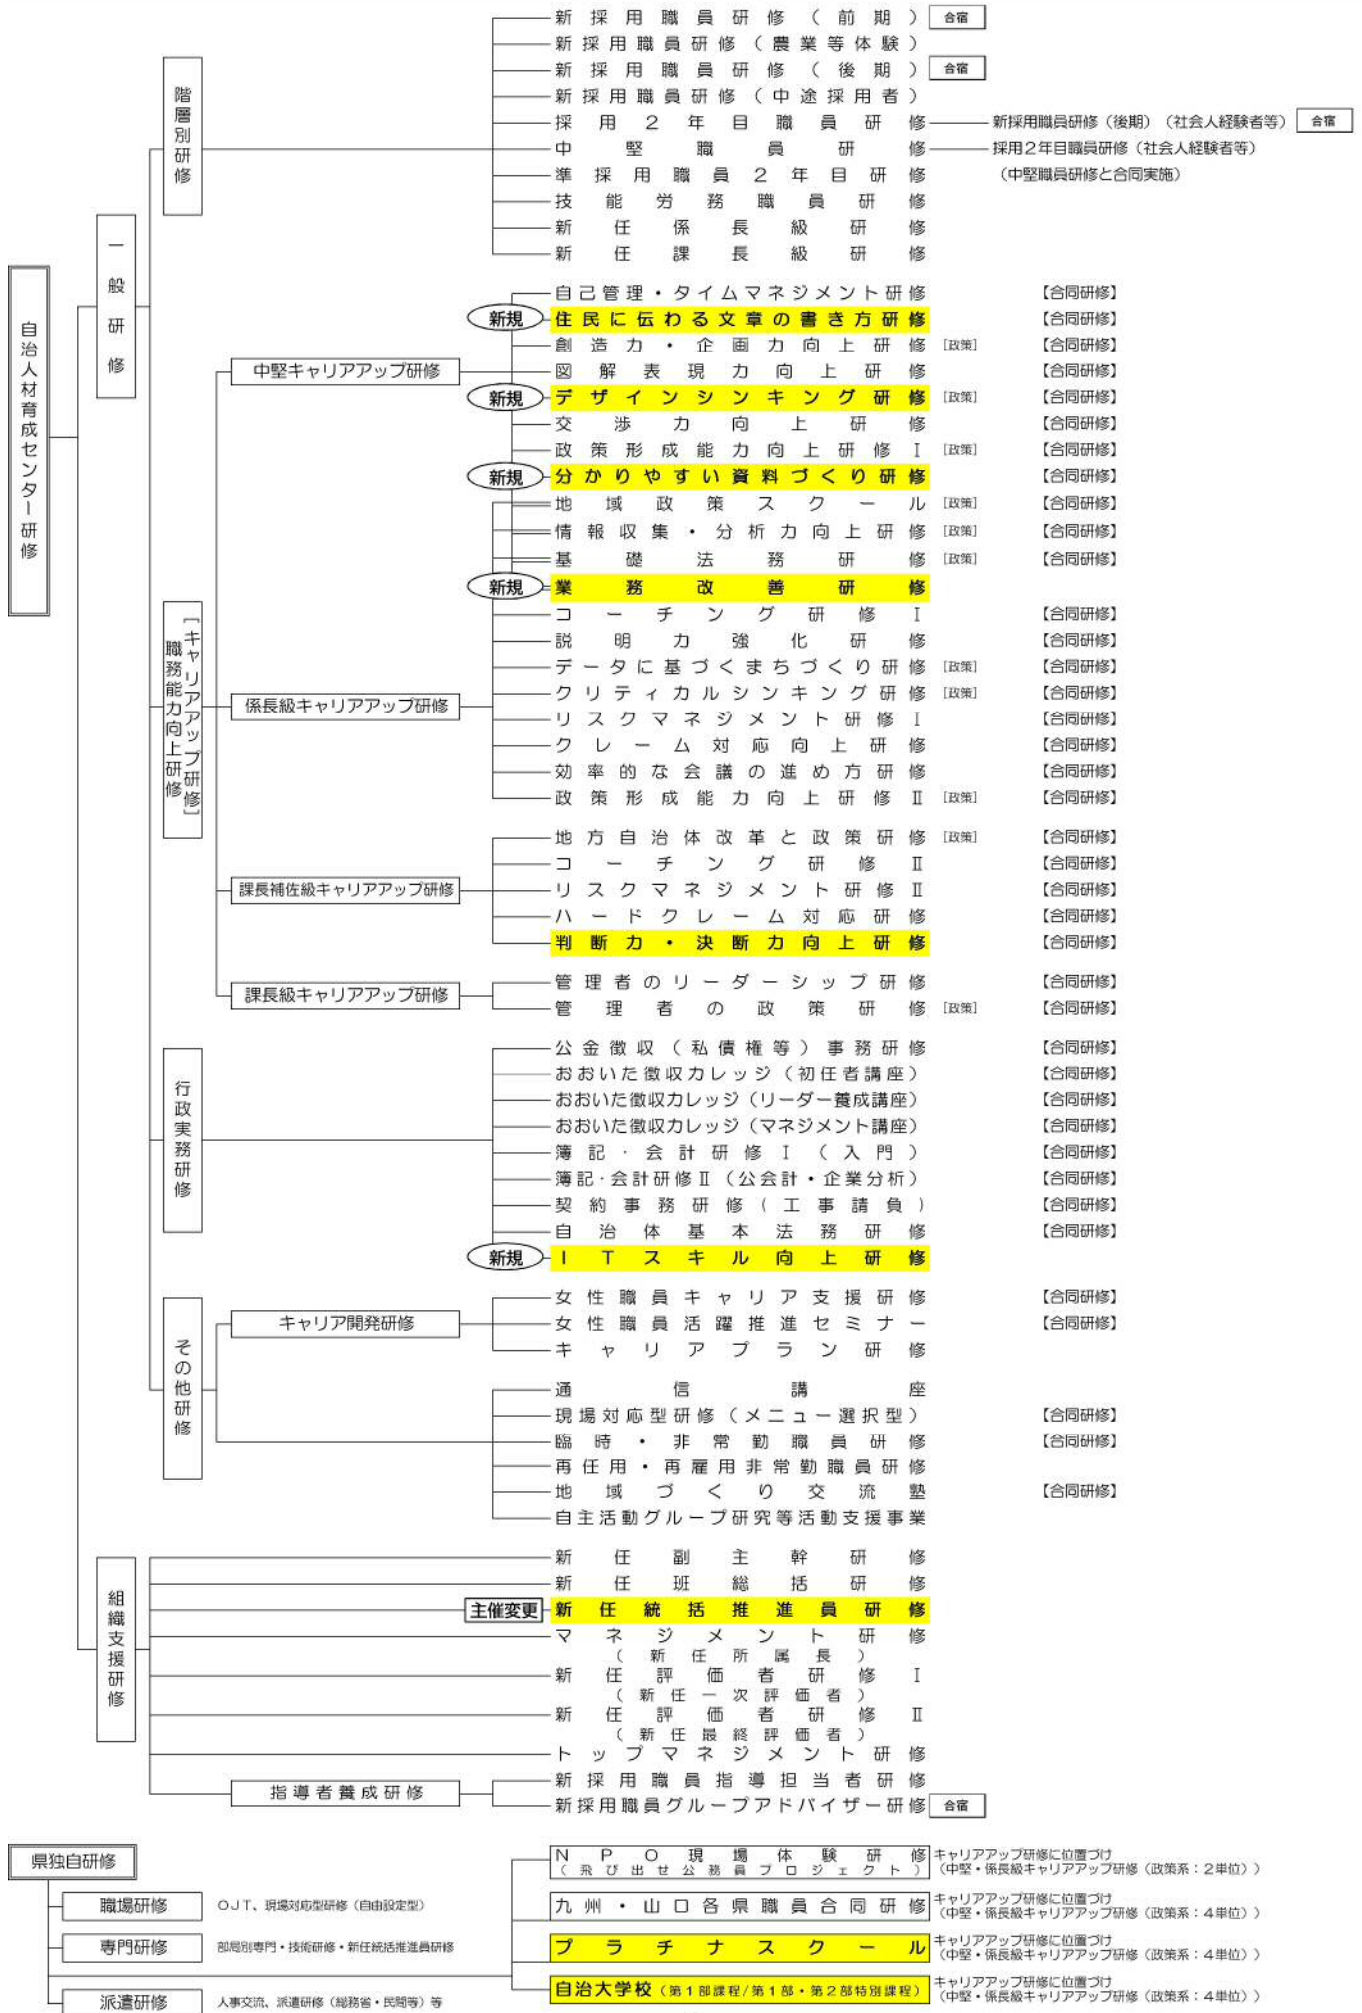 自治人材育成センター研修
一般研修
階層別研修
新採用職員研修（前期） 合宿
新採用職員研修（農業等体験）
新採用職員研修（後期） 合宿
新採用職員研修（中途採用者）
採用２年目職員研修 新採用職員研修（後期）（社会人経験者等） 合宿
中堅職員研修 採用２年目職員研修（社会人経験者等）
準採用職員２年目研修 （中堅職員研修と合同実施）
技能労務職員研修
新任係長級研修
新任課長級研修
職務能力向上研修
［キャリアアップ研修］
中堅キャリアアップ研修
自己管理・タイムマネジメント研修 【合同研修】
新規 住民に伝わる文章の書き方研修 【合同研修】
創造力・企画力向上研修 ［政策］ 【合同研修】
図解表現力向上研修 【合同研修】
新規 デザインシンキング研修 ［政策］ 【合同研修】
交渉力向上研修 【合同研修】
政策形成能力向上研修Ⅰ ［政策］ 【合同研修】
新規 分かりやすい資料づくり研修 【合同研修】
地域政策スクール ［政策］ 【合同研修】
情報収集・分析力向上研修 ［政策］ 【合同研修】
基礎法務研修 ［政策］ 【合同研修】
新規 業務改善研修
係長級キャリアアップ研修
コーチング研修Ⅰ 【合同研修】
説明力強化研修 【合同研修】
データに基づくまちづくり研修 ［政策］ 【合同研修】
クリティカルシンキング研修 ［政策］ 【合同研修】
リスクマネジメント研修Ⅰ 【合同研修】
クレーム対応向上研修 【合同研修】
効率的な会議の進め方研修 【合同研修】
政策形成能力向上研修Ⅱ ［政策］ 【合同研修】
課長補佐級キャリアアップ研修
地方自治体改革と政策研修 ［政策］ 【合同研修】
コーチング研修Ⅱ 【合同研修】
リスクマネジメント研修Ⅱ 【合同研修】
ハードクレーム対応研修 【合同研修】
判断力・決断力向上研修 【合同研修】
課長級キャリアアップ研修
管理者のリーダーシップ研修 【合同研修】
管理者の政策研修 ［政策］ 【合同研修】
行政実務研修
公金徴収（私債権等）事務研修 【合同研修】
おおいた徴収カレッジ（初任者講座） 【合同研修】
おおいた徴収カレッジ（リーダー養成講座） 【合同研修】
おおいた徴収カレッジ（マネジメント講座） 【合同研修】
簿記・会計研修Ⅰ（入門） 【合同研修】
簿記・会計研修Ⅱ（公会計・企業分析） 【合同研修】
契約事務研修（工事請負） 【合同研修】
自治体基本法務研修 【合同研修】
新規 ＩＴスキル向上研修
その他研修
キャリア開発研修
女性職員キャリア支援研修 【合同研修】
女性職員活躍推進セミナー 【合同研修】
キャリアプラン研修
通信講座
現場対応型研修（メニュー選択型） 【合同研修】
臨時・非常勤職員研修 【合同研修】
再任用・再雇用非常勤職員研修
地域づくり交流塾 【合同研修】
自主活動グループ研究等活動支援事業
組織支援研修
新任副主幹研修
新任班総括研修
主催変更 新任統括推進員研修
マネジメント研修
（新任所属長）
新任評価者研修Ⅰ
（新任一次評価者）
新任評価者研修Ⅱ
（新任最終評価者）
トップマネジメント研修
指導者養成研修
新採用職員指導担当者研修
新採用職員グループアドバイザー研修 合宿
県独自研修
職場研修 ＯＪＴ、現場対応型研修（自由設定型）
専門研修 部局別専門・技術研修・新任統括推進員研修
派遣研修 人事交流、派遣研修（総務省・民間等）等
ＮＰＯ現場体験研修 キャリアアップ研修に位置づけ
（飛び出せ公務員プロジェクト） （中堅・係長級キャリアアップ研修（政策系：２単位））
九州・山口各県職員合同研修 キャリアアップ研修に位置づけ
（中堅・係長級キャリアアップ研修（政策系：４単位））
プラチナスクール キャリアアップ研修に位置づけ
（中堅・係長級キャリアアップ研修（政策系：４単位））
自治大学校（第１部課程/第１部・第２部特別課程） キャリアアップ研修に位置づけ
（中堅・係長級キャリアアップ研修（政策系：４単位））